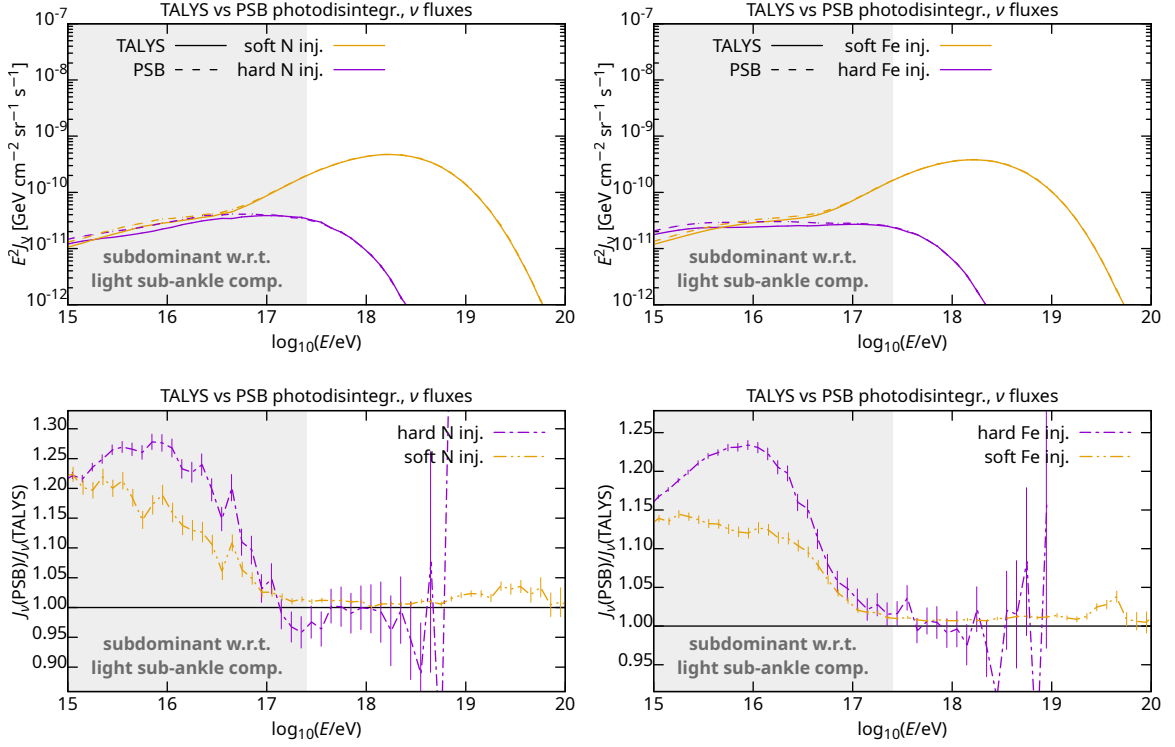 TALYS vs PSB photodisintegr., ν fluxes
10⁻⁷
10⁻⁸
10⁻⁹
10⁻¹⁰
10⁻¹¹
10⁻¹²
E²Jᵥ [GeV cm⁻² sr⁻¹ s⁻¹]
TALYS
soft N inj.
PSB
hard N inj.
subdominant w.r.t.
light sub-ankle comp.
15 16 17 18 19 20
log₁₀(E/eV)
TALYS vs PSB photodisintegr., ν fluxes
10⁻⁷
10⁻⁸
10⁻⁹
10⁻¹⁰
10⁻¹¹
10⁻¹²
E²Jᵥ [GeV cm⁻² sr⁻¹ s⁻¹]
TALYS
soft Fe inj.
PSB
hard Fe inj.
subdominant w.r.t.
light sub-ankle comp.
15 16 17 18 19 20
log₁₀(E/eV)
TALYS vs PSB photodisintegr., ν fluxes
1.30
1.25
1.20
1.15
1.10
1.05
1.00
0.95
0.90
Jᵥ(PSB)/Jᵥ(TALYS)
hard N inj.
soft N inj.
subdominant w.r.t.
light sub-ankle comp.
15 16 17 18 19 20
log₁₀(E/eV)
TALYS vs PSB photodisintegr., ν fluxes
1.25
1.20
1.15
1.10
1.05
1.00
0.95
Jᵥ(PSB)/Jᵥ(TALYS)
hard Fe inj.
soft Fe inj.
subdominant w.r.t.
light sub-ankle comp.
15 16 17 18 19 20
log₁₀(E/eV)